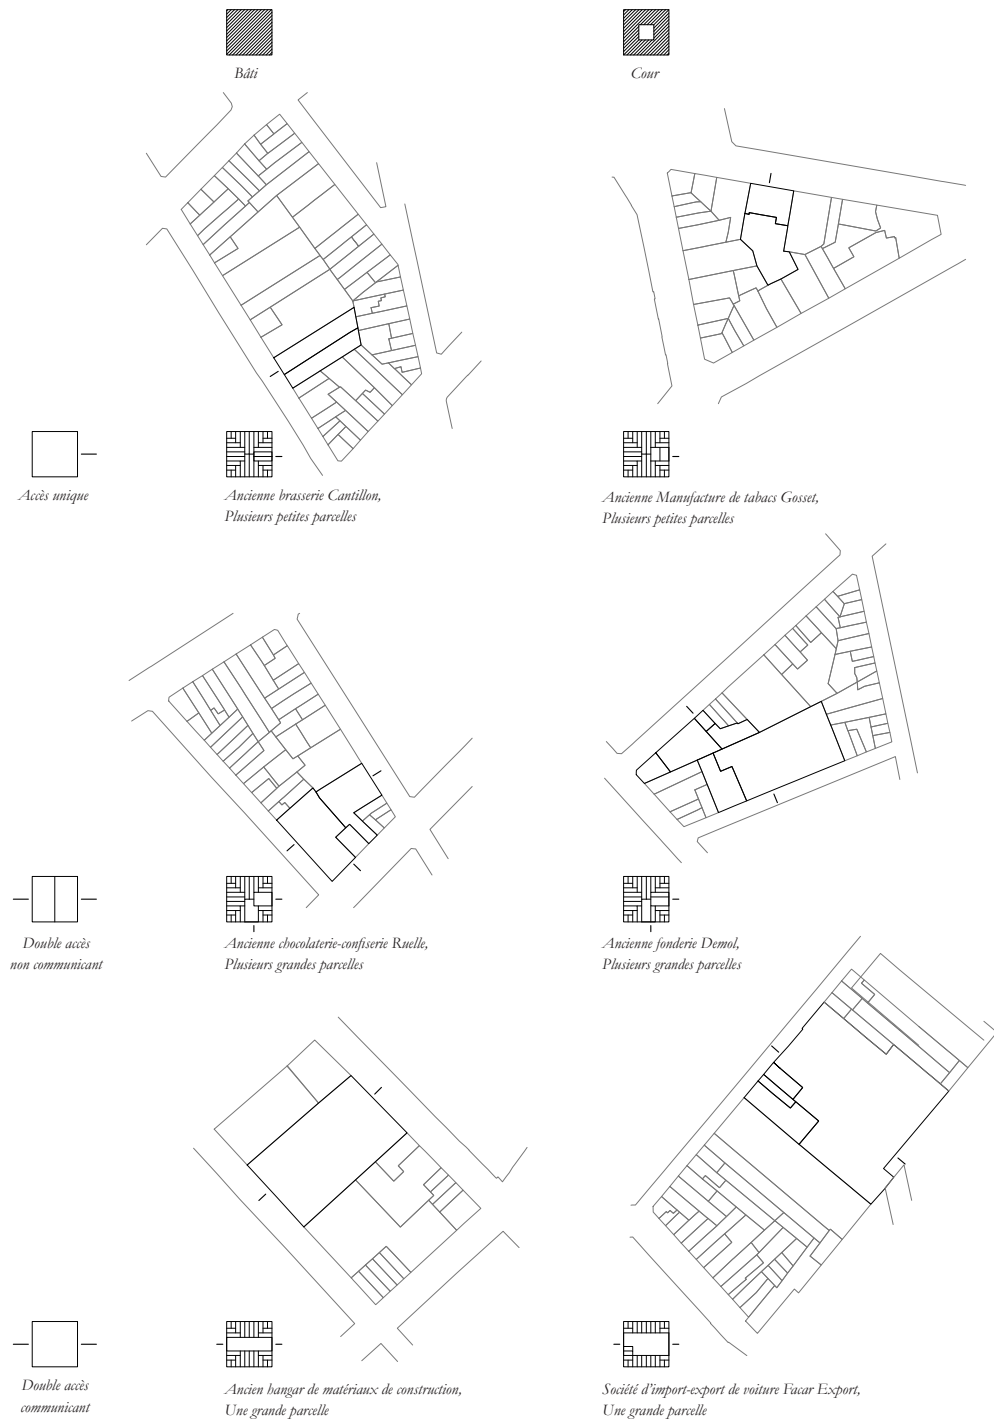 Bâti
Cour
Accès unique
Ancienne brasserie Cantillon,
Plusieurs petites parcelles
Ancienne Manufacture de tabacs Gosset,
Plusieurs petites parcelles
Double accès
non communicant
Ancienne chocolaterie-confiserie Ruelle,
Plusieurs grandes parcelles
Ancienne fonderie Demol,
Plusieurs grandes parcelles
Double accès
communicant
Ancien hangar de matériaux de construction,
Une grande parcelle
Société d'import-export de voiture Facar Export,
Une grande parcelle